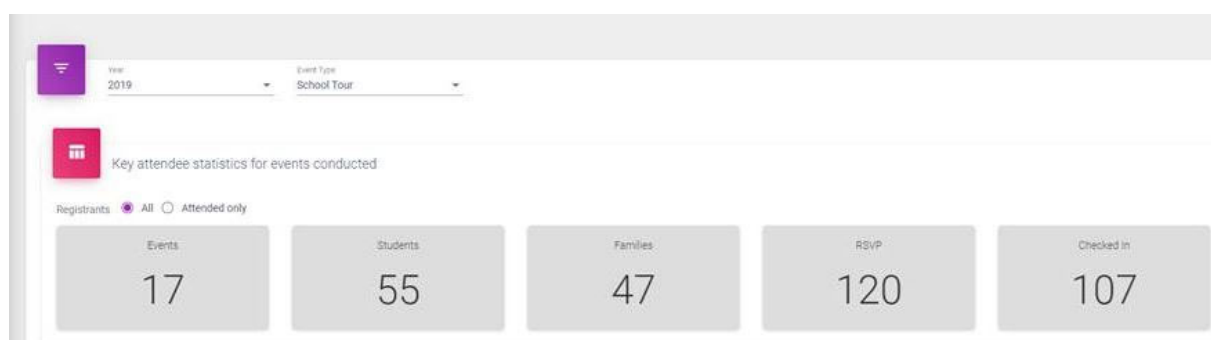 Year
Event Type
2019
School Tour
Key attendee statistics for events conducted
Registrants All Attended only
Events
Students
Families
RSVP
Checked In
17
55
47
120
107